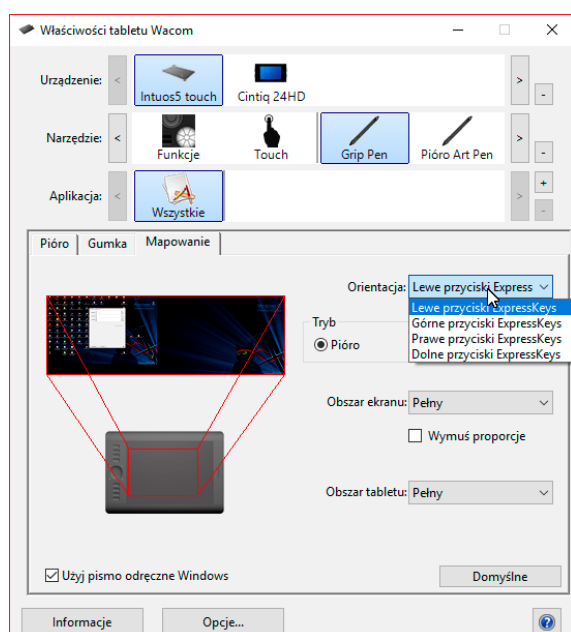 Właściwości tabletu Wacom
Urządzenie:
Intuos5 touch
Cintiq 24HD
Narzędzie:
Funkcje
Touch
Grip Pen
Pióro Art Pen
Aplikacja:
Wszystkie
Pióro
Gumka
Mapowanie
Orientacja: Lewe przyciski Express
Lewe przyciski ExpressKeys
Górne przyciski ExpressKeys
Prawe przyciski ExpressKeys
Dolne przyciski ExpressKeys
Tryb
Pióro
Obszar ekranu: Pełny
Wymuś proporcje
Obszar tabletu: Pełny
Użyj pismo odręczne Windows
Domyślne
Informacje
Opcje...